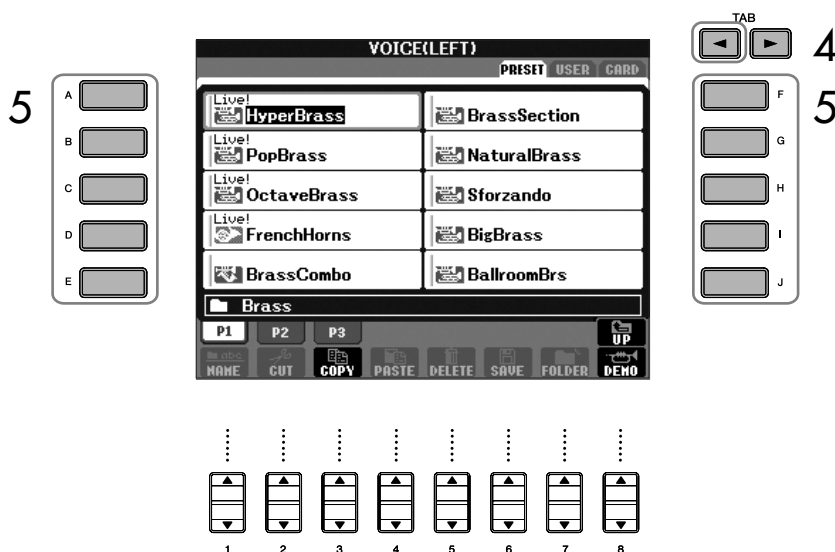 TAB
4
VOICE(LEFT)
PRESET USER CARD
5
5
A
B
C
D
E
F
G
H
I
J
Live!
HyperBrass
BrassSection
Live!
PopBrass
NaturalBrass
Live!
OctaveBrass
Sforzando
Live!
FrenchHorns
BigBrass
BrassCombo
BallroomBrs
Brass
P1 P2 P3 UP
abc
NAME CUT COPY PASTE DELETE SAVE FOLDER DEMO
1 2 3 4 5 6 7 8